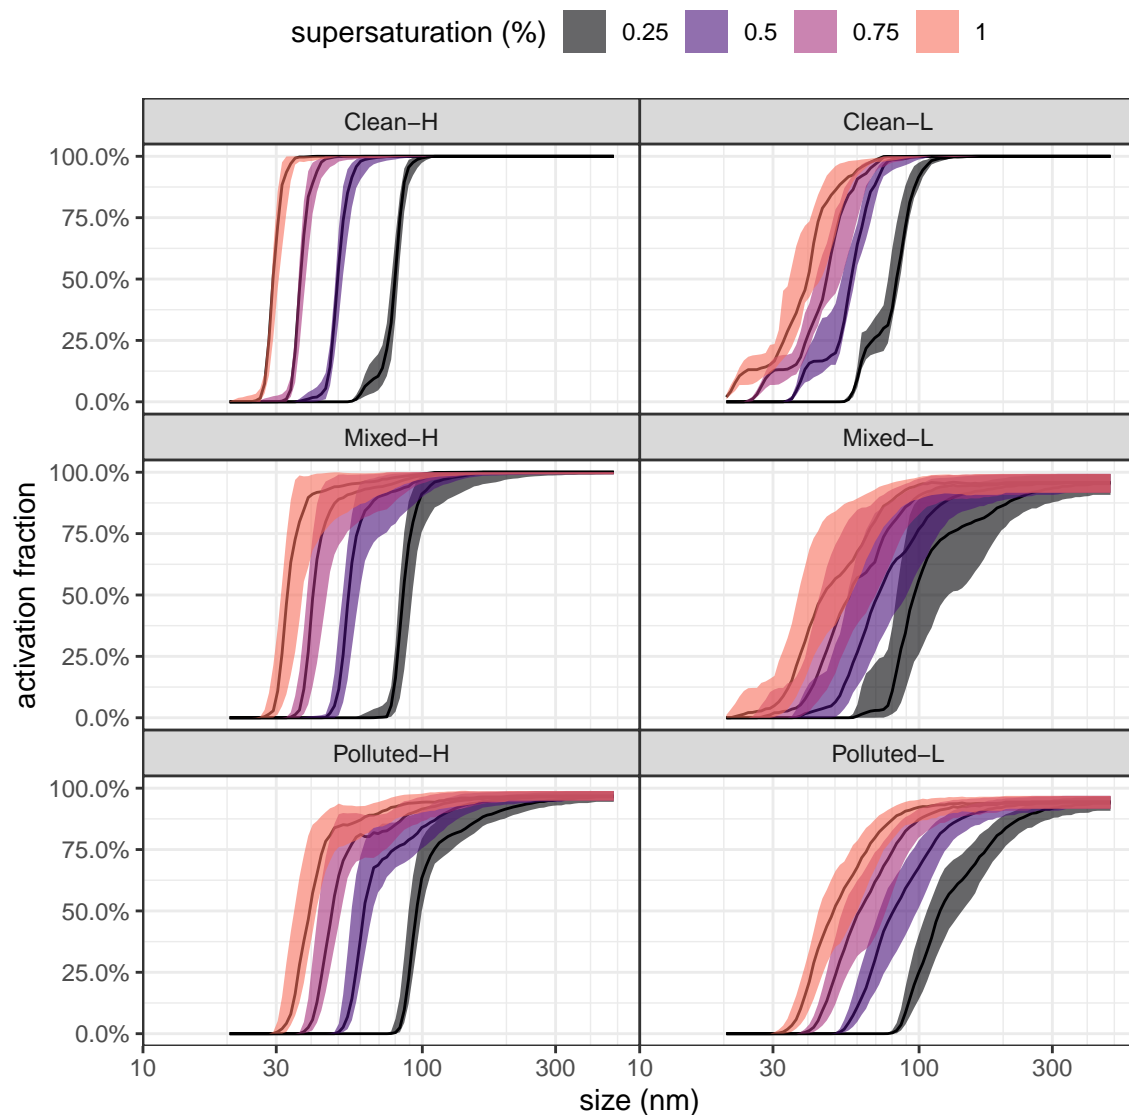 supersaturation (%) 0.25 0.5 0.75 1
Clean−H Clean−L
100.0%
75.0%
50.0%
25.0%
0.0%
Mixed−H Mixed−L
100.0%
75.0%
50.0%
25.0%
0.0%
Polluted−H Polluted−L
100.0%
75.0%
50.0%
25.0%
0.0%
activation fraction
10 30 100 300 10 30 100 300
size (nm)